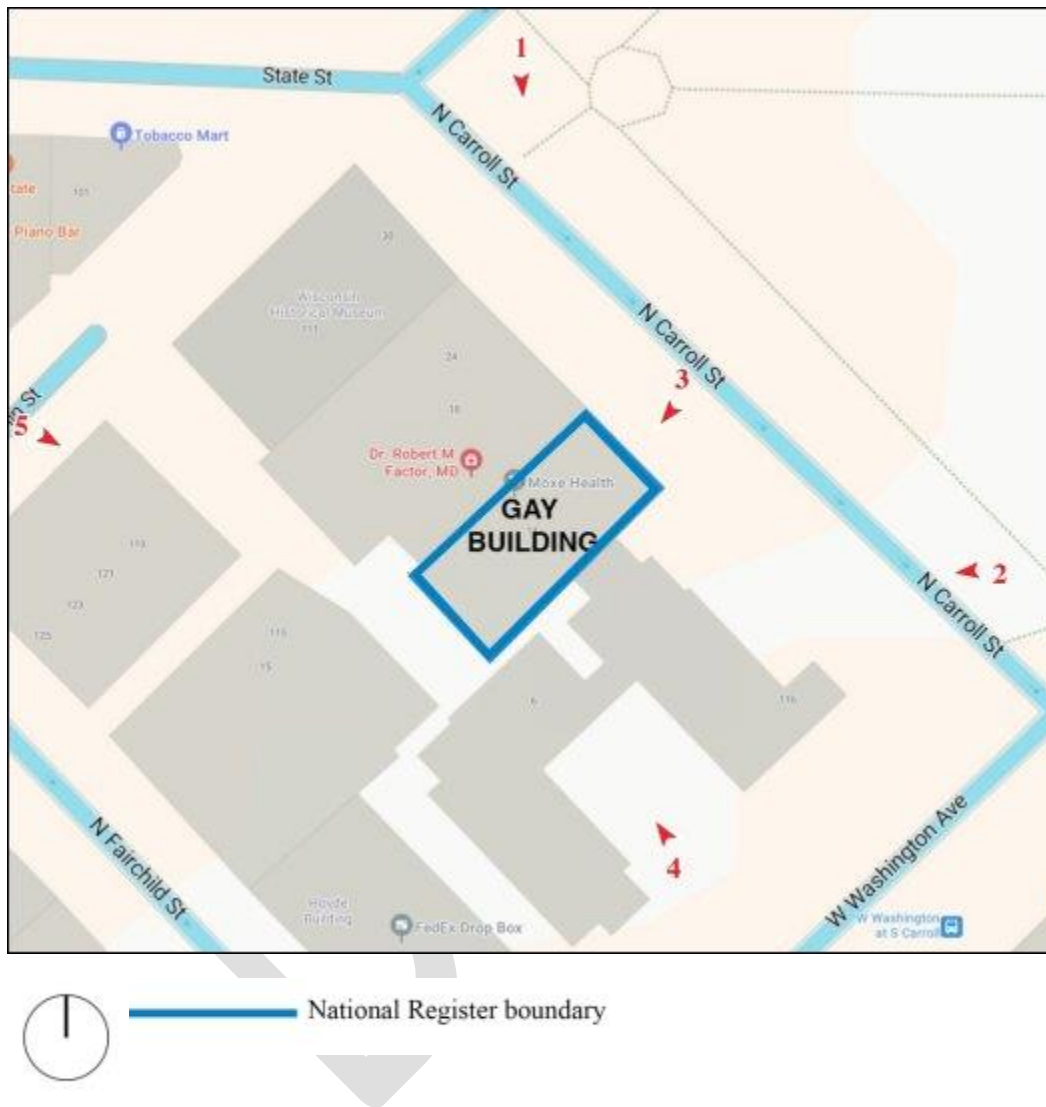 1
State St
N Carroll St
Tobacco Mart
101
Piano Bar
30
Wisconsin
Historical Museum
N Carroll St
24
3
18
5
Dr. Robert M
Factor, MD
Moxe Health
GAY
BUILDING
119
121
123
125
2
N Carroll St
115
15
6
116
N Fairchild St
4
W Washington Ave
Hovde
Building
FedEx Drop Box
W Washington
at S Carroll
National Register boundary